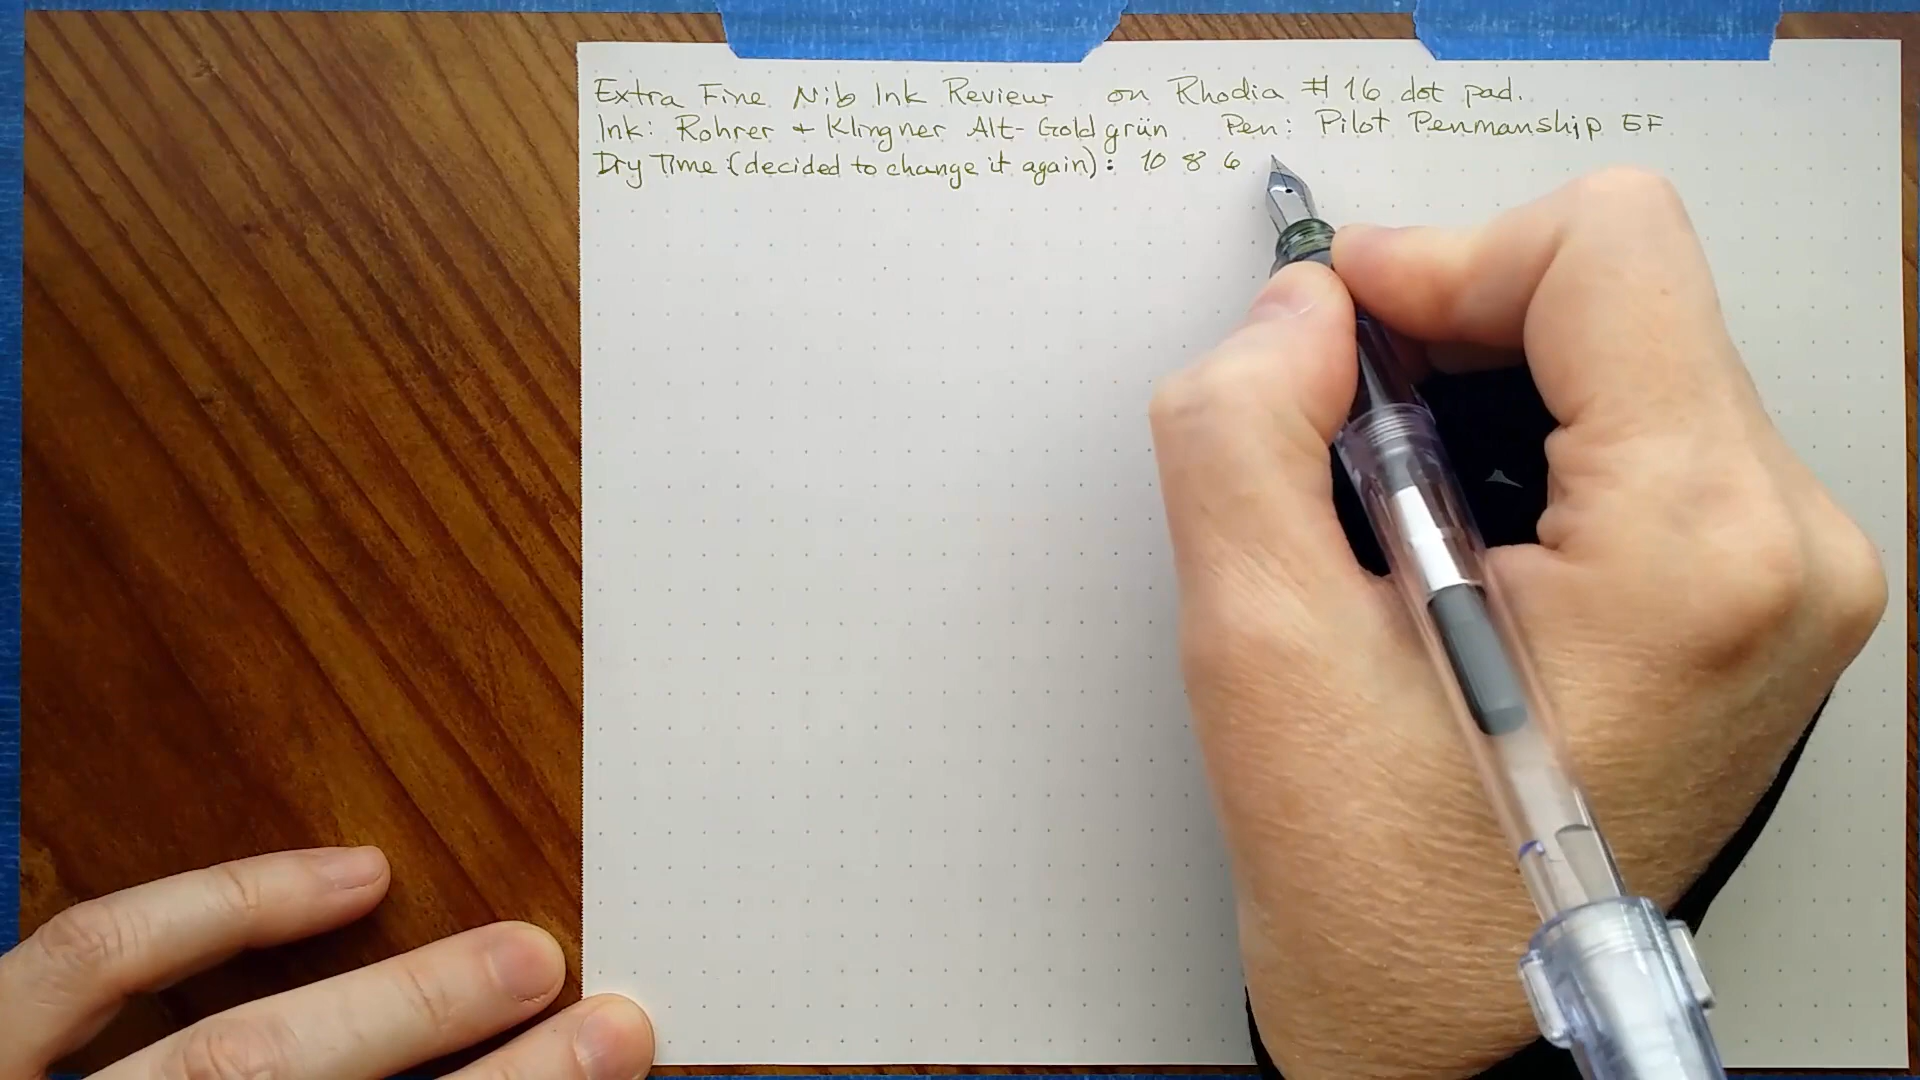 Extra Fine Nib Ink Review on Rhodia # 16 dot pad.
Ink: Rohrer + Klingner Alt-Goldgrün Pen: Pilot Penmanship EF
Dry Time (decided to change it again): 10 8 6